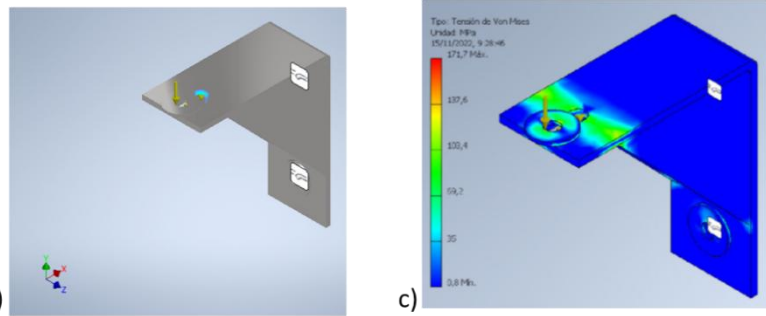 Tipo: Tensión de Von Mises
Unidad: MPa
15/11/2022, 9:28:46
171,7 Máx.
137,6
103,4
69,2
35
0,8 Mín.
Y
X
Z
)
c)